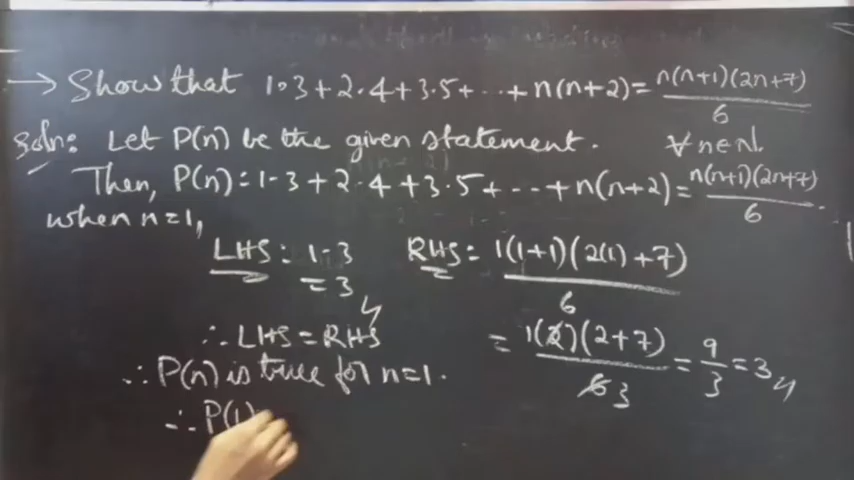 → Show that 1·3+2·4+3·5+---+n(n+2)=n(n+1)(2n+7)/6
Soln: Let P(n) be the given statement. ∀n∈N.
Then, P(n): 1·3+2·4+3·5+---+n(n+2)=n(n+1)(2n+7)/6.
when n=1,
LHS: 1·3 RHS: 1(1+1)(2(1)+7)/6
=3
∴ LHS=RHS =1(2)(2+7)/6 3 =9/3=3
∴ P(n) is true for n=1.
∴ P(1)